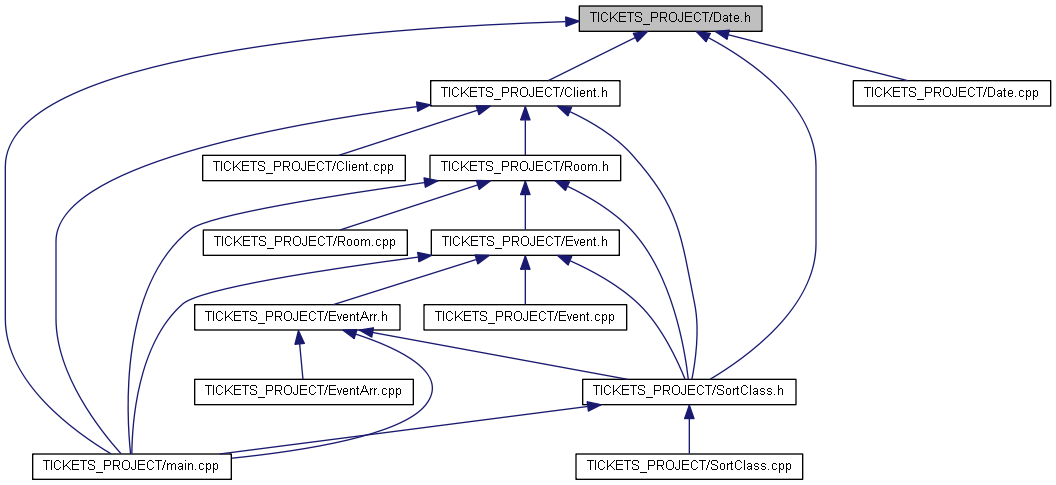 TICKETS_PROJECT/Date.h
TICKETS_PROJECT/Client.h
TICKETS_PROJECT/Date.cpp
TICKETS_PROJECT/Client.cpp
TICKETS_PROJECT/Room.h
TICKETS_PROJECT/Room.cpp
TICKETS_PROJECT/Event.h
TICKETS_PROJECT/EventArr.h
TICKETS_PROJECT/Event.cpp
TICKETS_PROJECT/EventArr.cpp
TICKETS_PROJECT/SortClass.h
TICKETS_PROJECT/main.cpp
TICKETS_PROJECT/SortClass.cpp